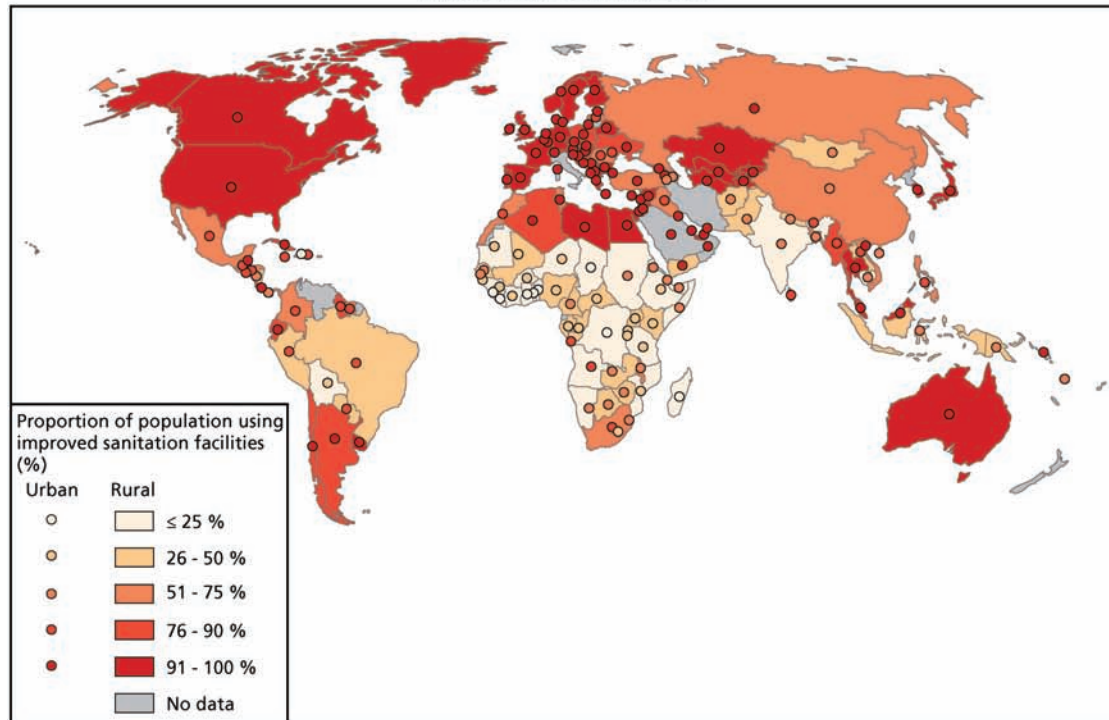 Proportion of population using
improved sanitation facilities
(%)
Urban Rural
≤ 25 %
26 - 50 %
51 - 75 %
76 - 90 %
91 - 100 %
No data